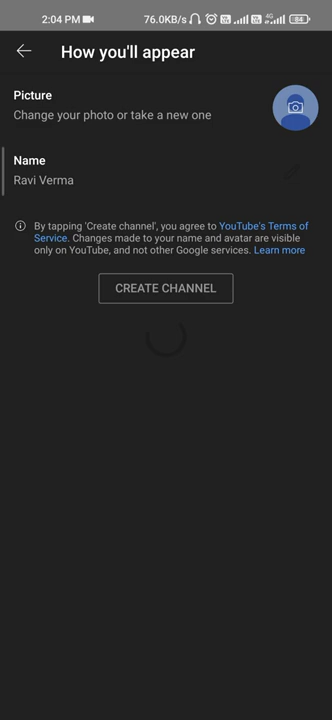 2:04 PM 76.0KB/s 4G 84
How you'll appear
Picture
Change your photo or take a new one
Name
Ravi Verma
By tapping 'Create channel', you agree to YouTube's Terms of
Service. Changes made to your name and avatar are visible
only on YouTube, and not other Google services. Learn more
CREATE CHANNEL